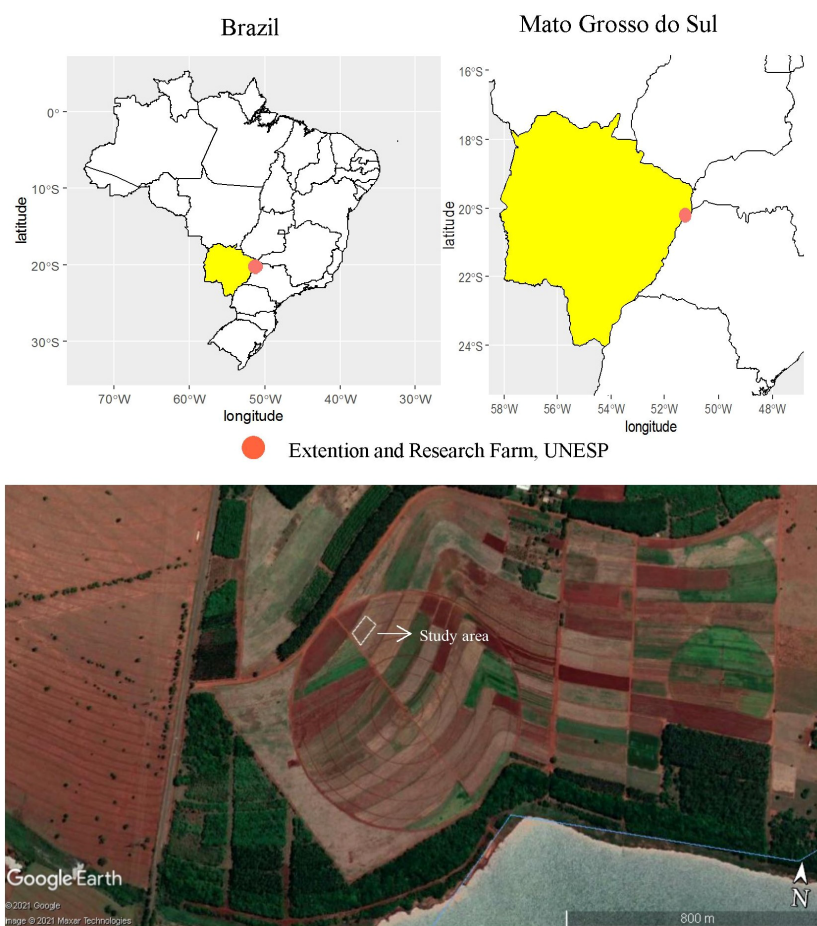 Brazil
Mato Grosso do Sul
latitude
0°
10°S
20°S
30°S
70°W 60°W 50°W 40°W 30°W
longitude
latitude
16°S
18°S
20°S
22°S
24°S
58°W 56°W 54°W 52°W 50°W 48°W
longitude
Extention and Research Farm, UNESP
Study area
Google Earth
©2021 Google
Image © 2021 Maxar Technologies
N
800 m